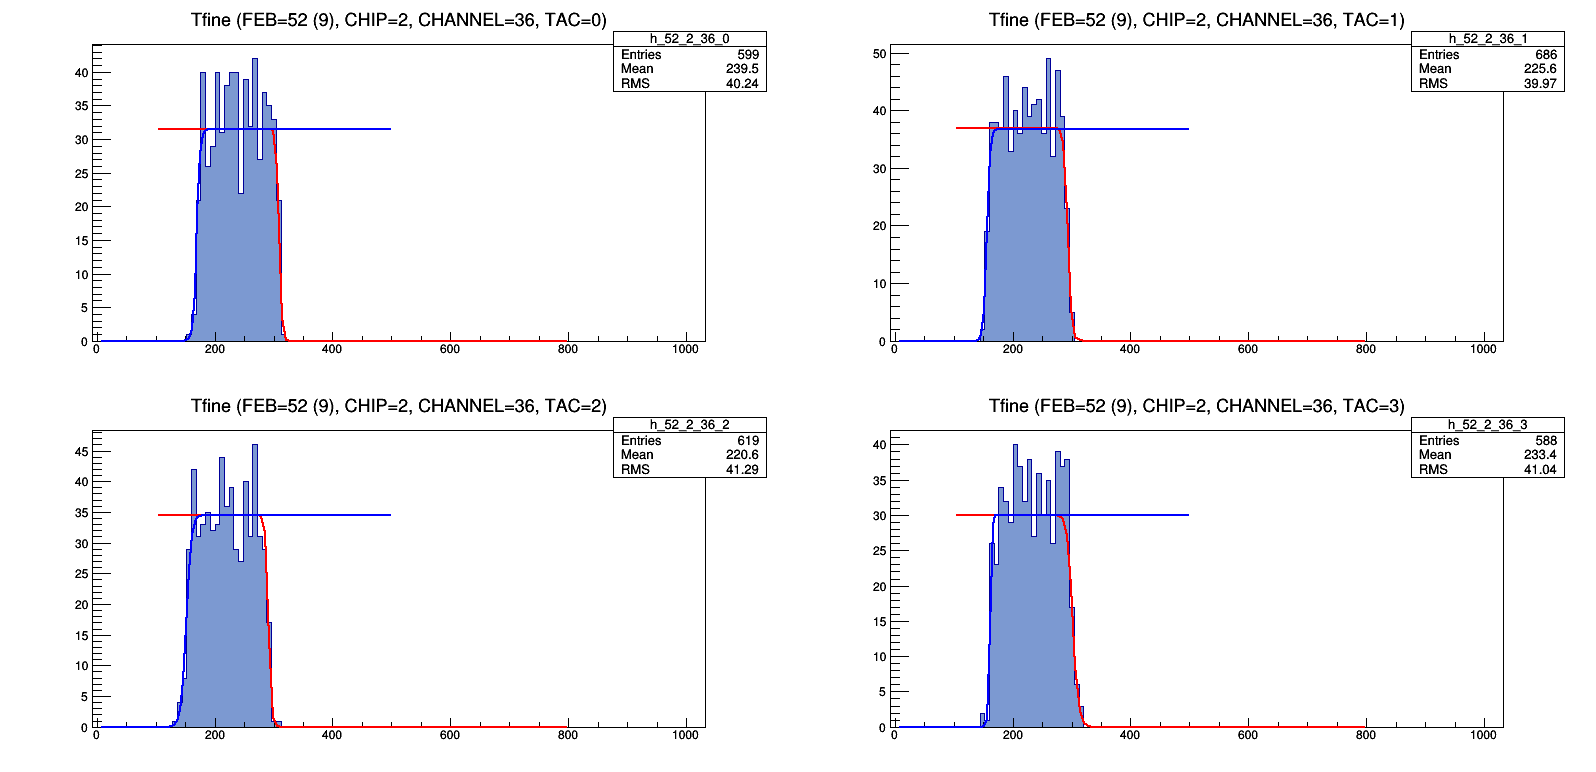 Tfine (FEB=52 (9), CHIP=2, CHANNEL=36, TAC=0)
h_52_2_36_0
Entries 599
Mean 239.5
RMS 40.24
40
35
30
25
20
15
10
5
0
0 200 400 600 800 1000
Tfine (FEB=52 (9), CHIP=2, CHANNEL=36, TAC=1)
h_52_2_36_1
Entries 686
Mean 225.6
RMS 39.97
50
40
30
20
10
0
0 200 400 600 800 1000
Tfine (FEB=52 (9), CHIP=2, CHANNEL=36, TAC=2)
h_52_2_36_2
Entries 619
Mean 220.6
RMS 41.29
45
40
35
30
25
20
15
10
5
0
0 200 400 600 800 1000
Tfine (FEB=52 (9), CHIP=2, CHANNEL=36, TAC=3)
h_52_2_36_3
Entries 588
Mean 233.4
RMS 41.04
40
35
30
25
20
15
10
5
0
0 200 400 600 800 1000